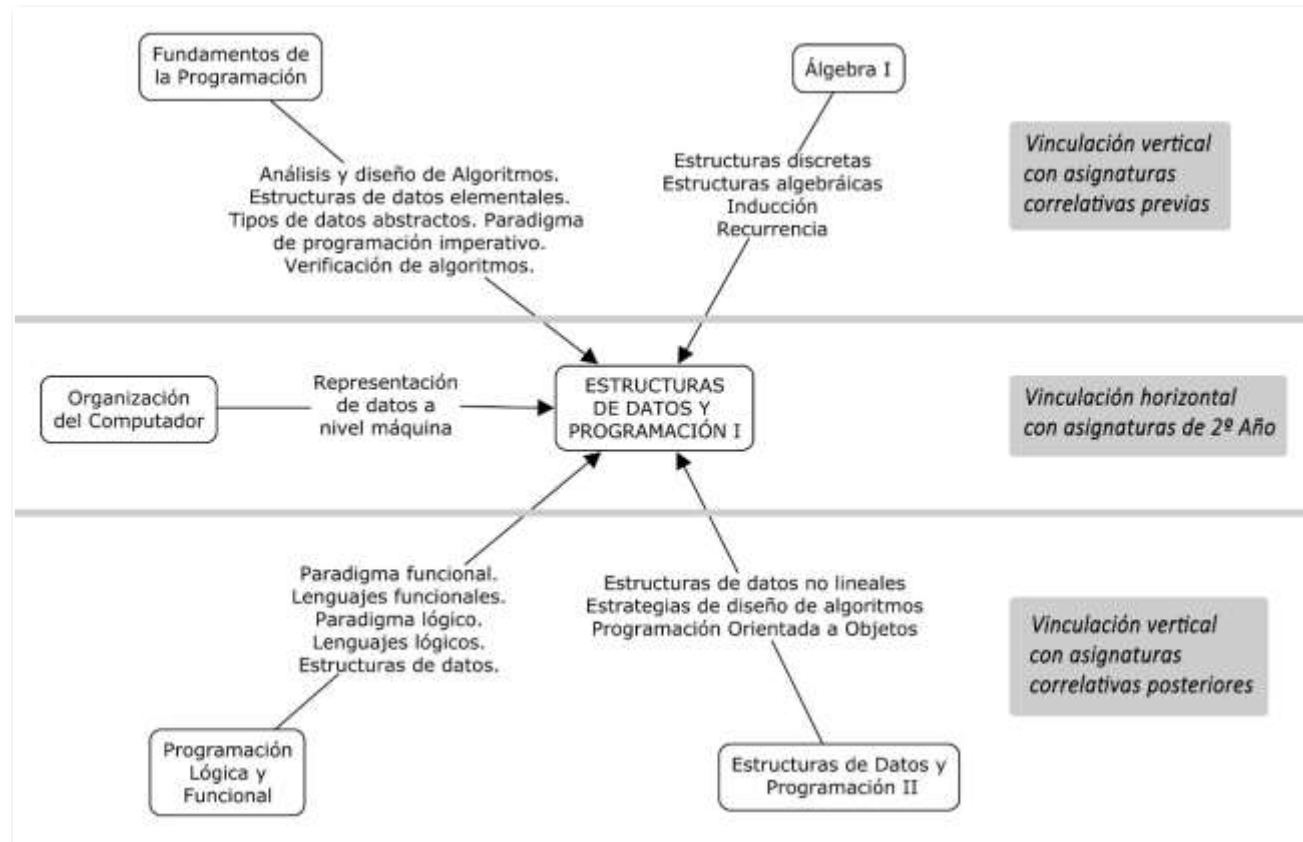 Fundamentos de
la Programación
Álgebra I
Análisis y diseño de Algoritmos.
Estructuras de datos elementales.
Tipos de datos abstractos. Paradigma
de programación imperativo.
Verificación de algoritmos.
Estructuras discretas
Estructuras algebráicas
Inducción
Recurrencia
Vinculación vertical
con asignaturas
correlativas previas
Organización
del Computador
Representación
de datos a
nivel máquina
ESTRUCTURAS
DE DATOS Y
PROGRAMACIÓN I
Vinculación horizontal
con asignaturas de 2º Año
Paradigma funcional.
Lenguajes funcionales.
Paradigma lógico.
Lenguajes lógicos.
Estructuras de datos.
Estructuras de datos no lineales
Estrategias de diseño de algoritmos
Programación Orientada a Objetos
Vinculación vertical
con asignaturas
correlativas posteriores
Programación
Lógica y
Funcional
Estructuras de Datos y
Programación II